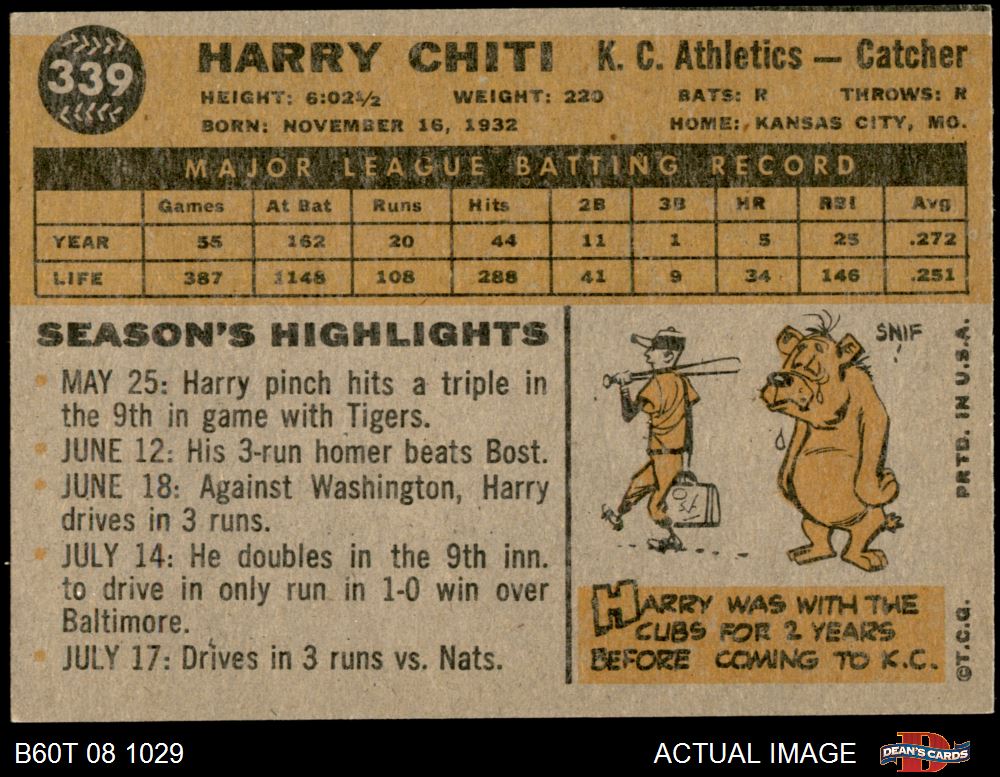 339
HARRY CHITI K. C. Athletics — Catcher
HEIGHT: 6:02½ WEIGHT: 220 BATS: R THROWS: R
BORN: NOVEMBER 16, 1932 HOME: KANSAS CITY, MO.
MAJOR LEAGUE BATTING RECORD
Games At Bat Runs Hits 2B 3B HR RBI Avg
YEAR 55 162 20 44 11 1 5 25 .272
LIFE 387 1148 108 288 41 9 34 146 .251
SEASON'S HIGHLIGHTS
MAY 25: Harry pinch hits a triple in
the 9th in game with Tigers.
JUNE 12: His 3-run homer beats Bost.
JUNE 18: Against Washington, Harry
drives in 3 runs.
JULY 14: He doubles in the 9th inn.
to drive in only run in 1-0 win over
Baltimore.
JULY 17: Drives in 3 runs vs. Nats.
SNIF
!
HARRY WAS WITH THE
CUBS FOR 2 YEARS
BEFORE COMING TO K.C.
©T.C.G. PRTD. IN U.S.A.
B60T 08 1029 ACTUAL IMAGE DEAN'S CARDS